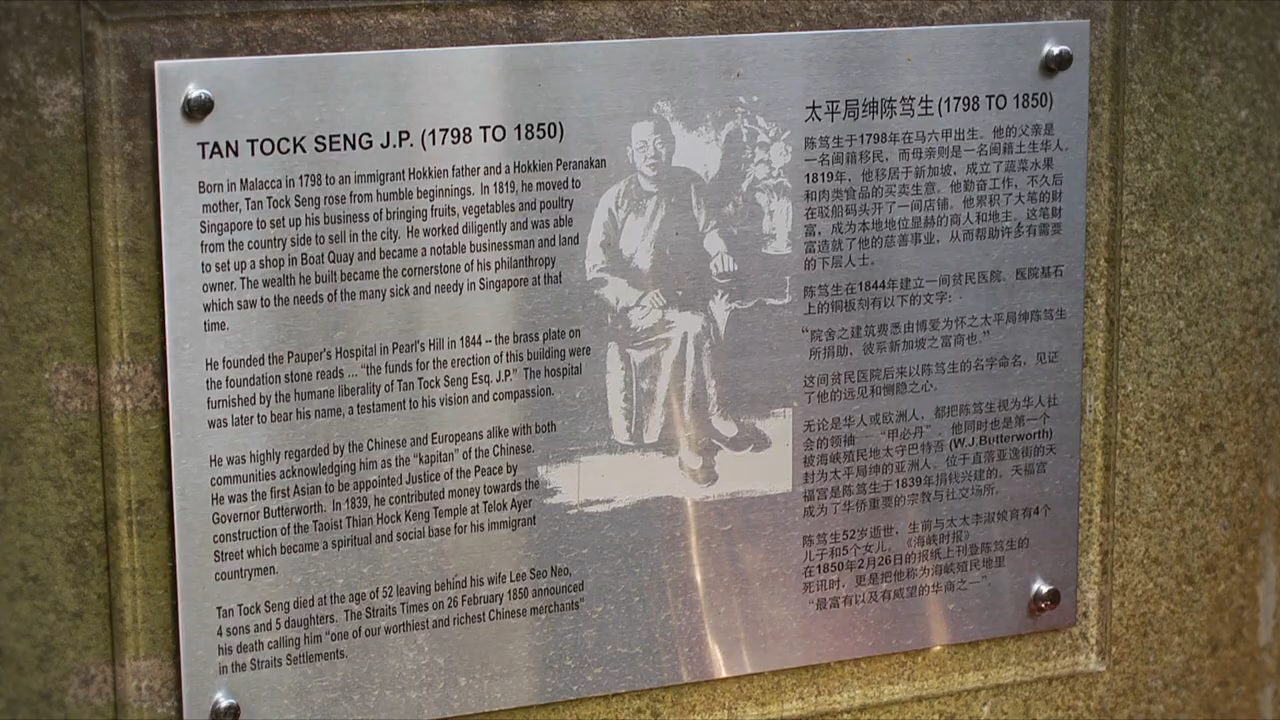 TAN TOCK SENG J.P. (1798 TO 1850)
Born in Malacca in 1798 to an immigrant Hokkien father and a Hokkien Peranakan
mother, Tan Tock Seng rose from humble beginnings. In 1819, he moved to
Singapore to set up his business of bringing fruits, vegetables and poultry
from the country side to sell in the city. He worked diligently and was able
to set up a shop in Boat Quay and became a notable businessman and land
owner. The wealth he built became the cornerstone of his philanthropy
which saw to the needs of the many sick and needy in Singapore at that
time.
He founded the Pauper's Hospital in Pearl's Hill in 1844 -- the brass plate on
the foundation stone reads ... “the funds for the erection of this building were
furnished by the humane liberality of Tan Tock Seng Esq. J.P.” The hospital
was later to bear his name, a testament to his vision and compassion.
He was highly regarded by the Chinese and Europeans alike with both
communities acknowledging him as the “kapitan” of the Chinese.
He was the first Asian to be appointed Justice of the Peace by
Governor Butterworth. In 1839, he contributed money towards the
construction of the Taoist Thian Hock Keng Temple at Telok Ayer
Street which became a spiritual and social base for his immigrant
countrymen.
Tan Tock Seng died at the age of 52 leaving behind his wife Lee Seo Neo,
4 sons and 5 daughters. The Straits Times on 26 February 1850 announced
his death calling him “one of our worthiest and richest Chinese merchants”
in the Straits Settlements.
太平局绅陈笃生(1798 TO 1850)
陈笃生于1798年在马六甲出生。他的父亲是
一名闽籍移民，而母亲则是一名闽籍土生华人。
1819年，他移居于新加坡，成立了蔬菜水果
和肉类食品的买卖生意。他勤奋工作，不久后
在驳船码头开了一间店铺。他累积了大笔的财
富，成为本地地位显赫的商人和地主。这笔财
富造就了他的慈善事业，从而帮助许多有需要
的下层人士。
陈笃生在1844年建立一间贫民医院。医院基石
上的铜板刻有以下的文字：
“院舍之建筑费悉由博爱为怀之太平局绅陈笃生
所捐助，彼系新加坡之富商也。”
这间贫民医院后来以陈笃生的名字命名，见证
了他的远见和恻隐之心。
无论是华人或欧洲人，都把陈笃生视为华人社
会的领袖——“甲必丹”。他同时也是第一个
被海峡殖民地太守巴特吾 (W.J.Butterworth)
封为太平局绅的亚洲人。位于直落亚逸街的天
福宫是陈笃生于1839年捐钱兴建的。天福宫
成为了华侨重要的宗教与社交场所。
陈笃生52岁逝世，生前与太太李淑娘育有4个
儿子和5个女儿。《海峡时报》
在1850年2月26日的报纸上刊登陈笃生的
死讯时，更是把他称为海峡殖民地里
“最富有以及有威望的华商之一”。